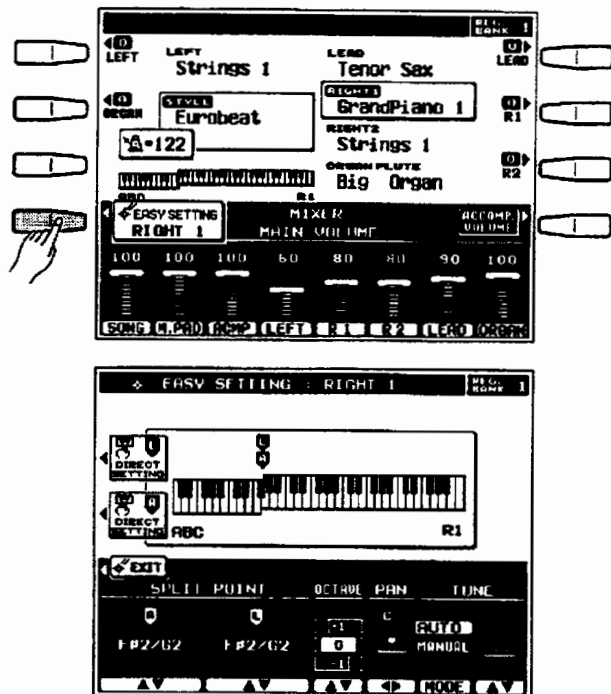 REG. BANK 1
LEFT
LEFT
Strings 1
LEAD
Tenor Sax
LEAD
ORGAN
STYLE
Eurobeat
RIGHT1
GrandPiano 1
R1
=122
RIGHT2
Strings 1
R2
ORGAN FLUTE
Big Organ
ABC
R1
EASY SETTING
RIGHT 1
MIXER
MAIN VOLUME
ACCOMP. VOLUME
100 100 100 60 80 80 90 100
SONG M.PAD ACMP LEFT R1 R2 LEAD ORGAN
EASY SETTING : RIGHT 1
REG. BANK 1
DIRECT
SETTING
DIRECT
SETTING
ABC
R1
EXIT
SPLIT POINT OCTAVE PAN TUNE
A L C
F#2/G2 F#2/G2 0 AUTO
MANUAL
-1
MODE